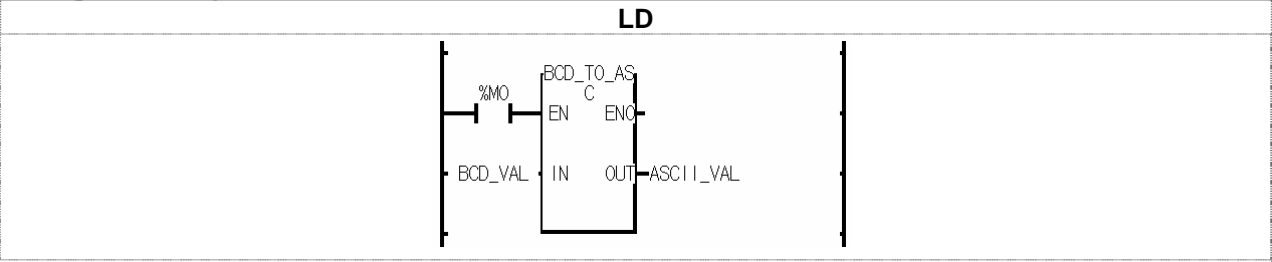 LD
BCD_TO_AS
C
%M0
EN ENO
BCD_VAL IN OUT ASCII_VAL